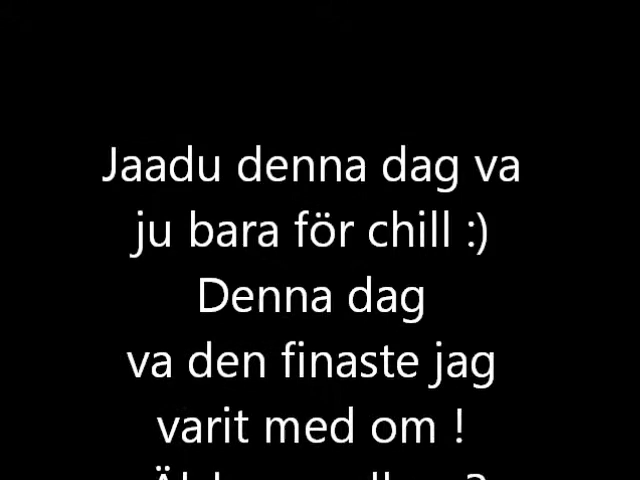 Jaadu denna dag va
ju bara för chill :)
Denna dag
va den finaste jag
varit med om !